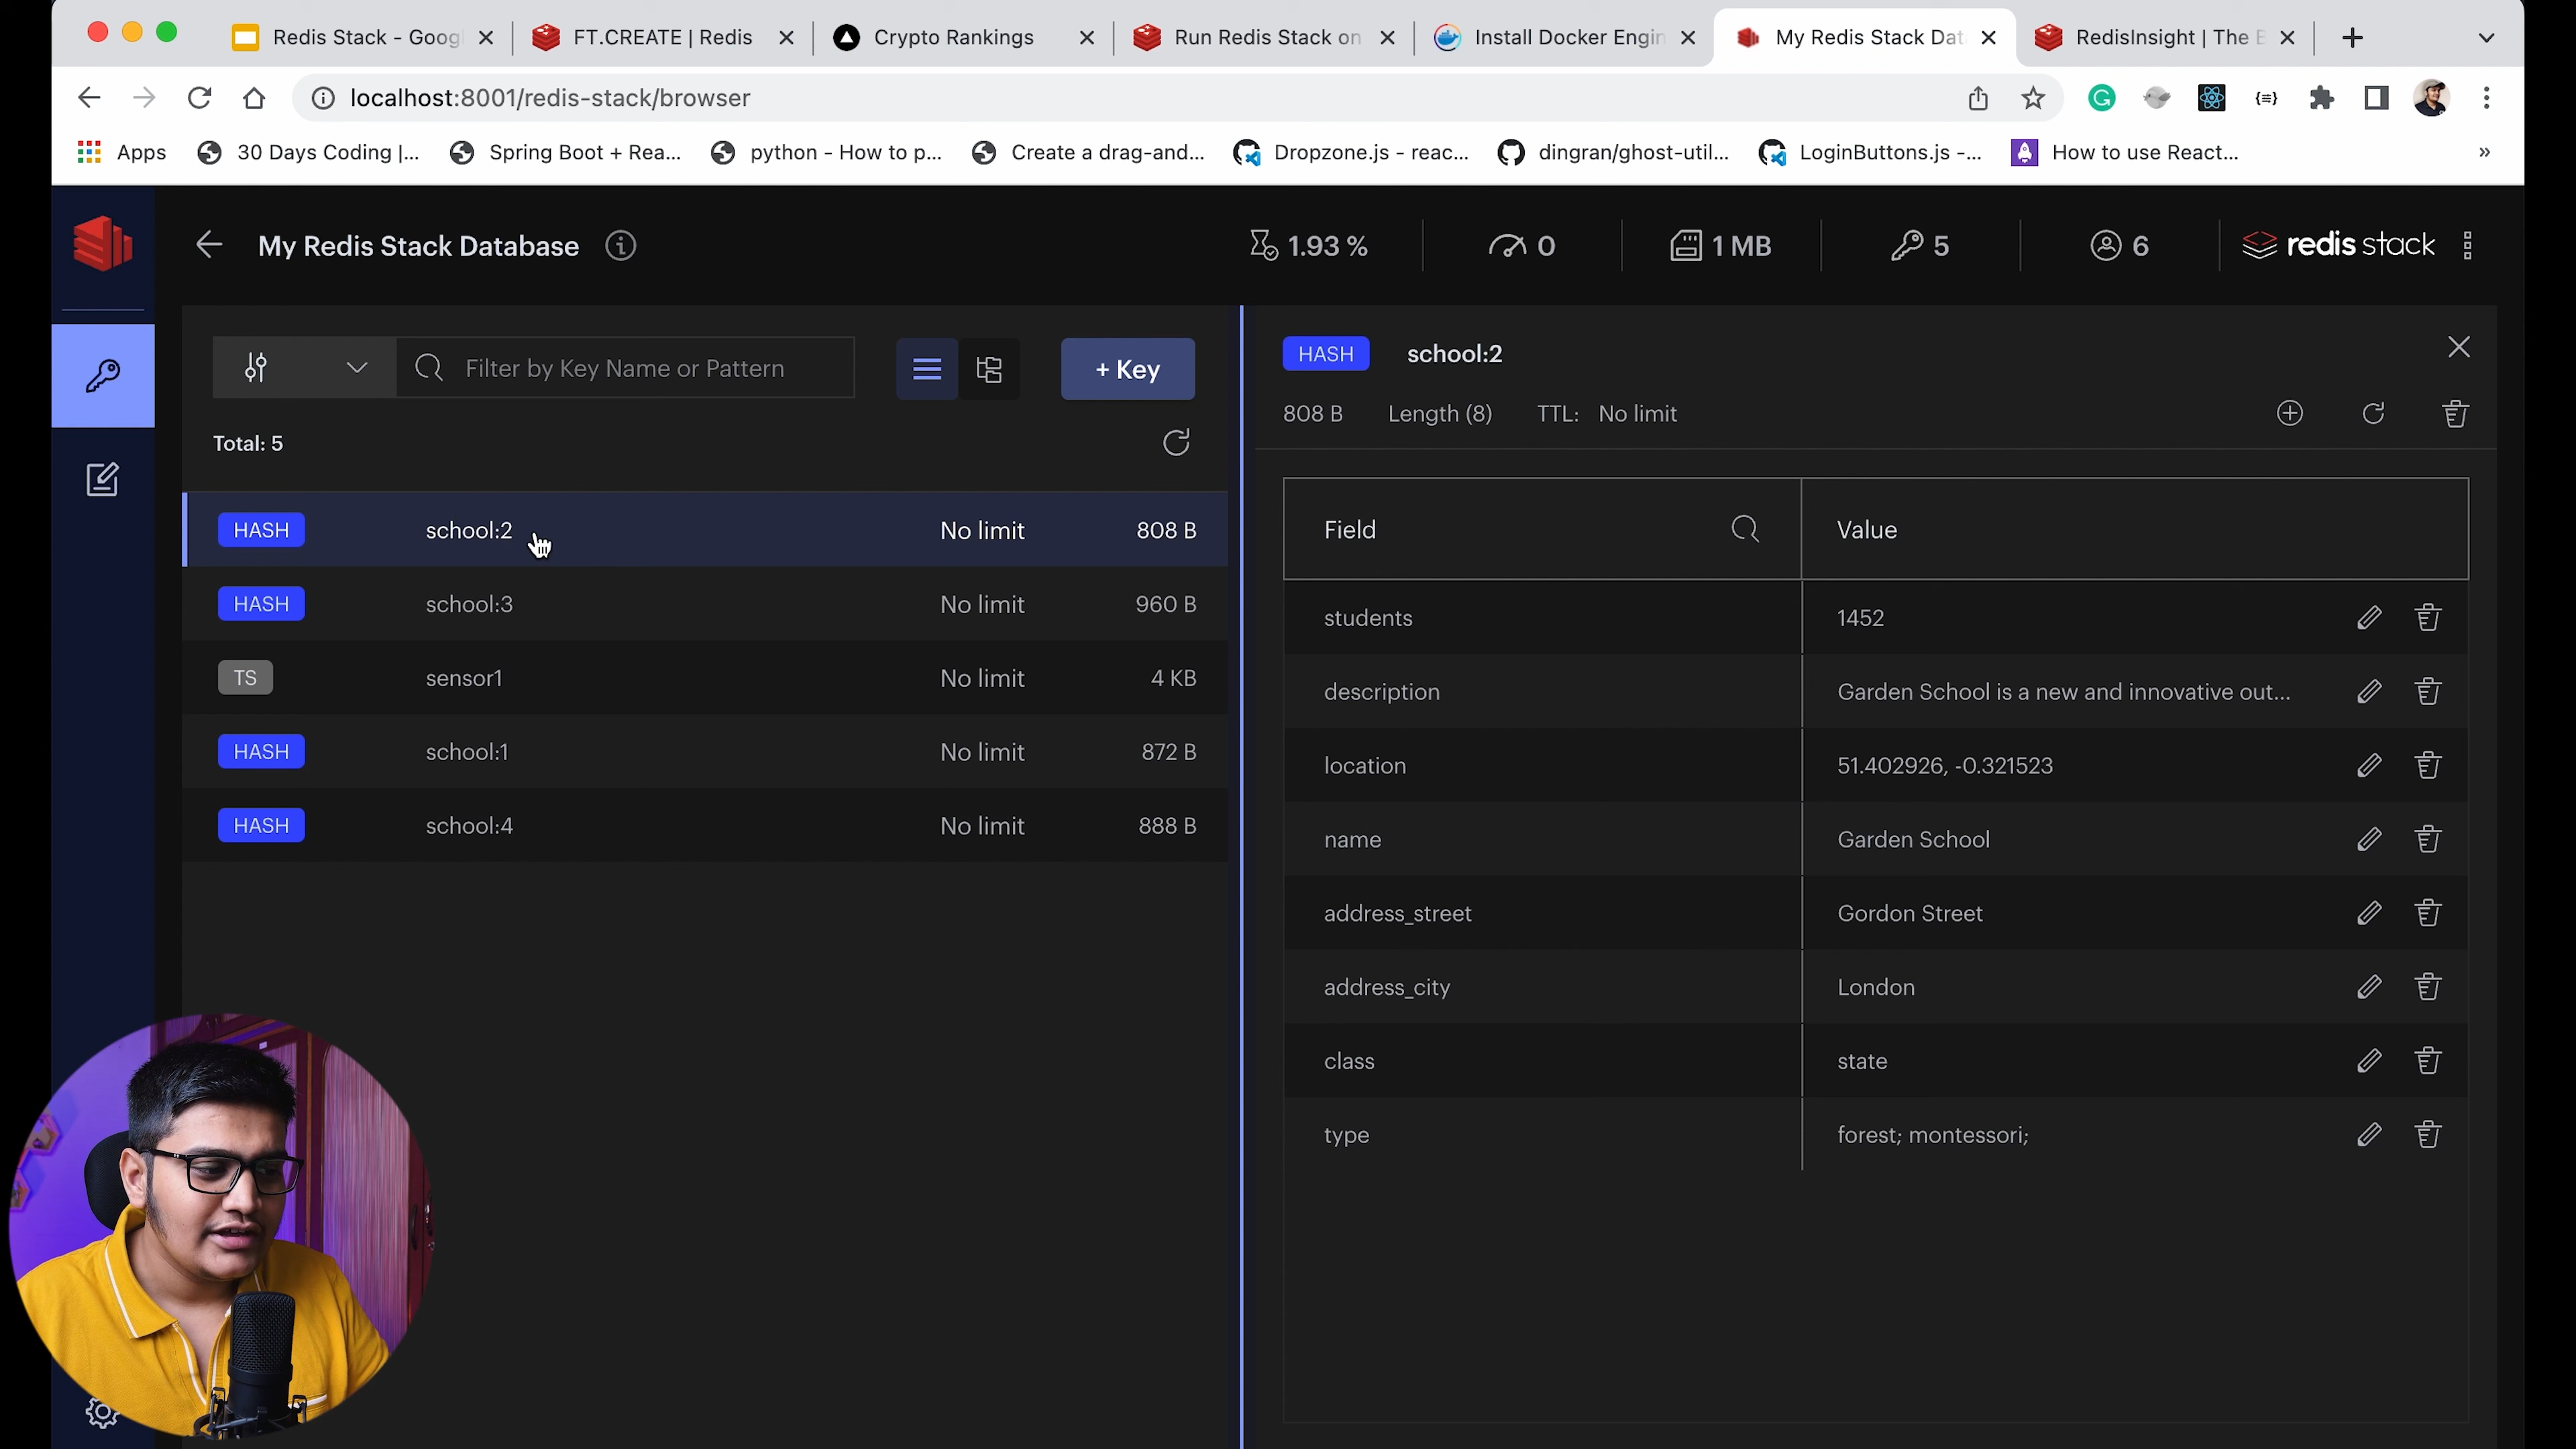 Redis Stack - Goog
FT.CREATE | Redis
Crypto Rankings
Run Redis Stack on
Install Docker Engin
My Redis Stack Dat
RedisInsight | The E
localhost:8001/redis-stack/browser
Apps
30 Days Coding |...
Spring Boot + Rea...
python - How to p...
Create a drag-and...
Dropzone.js - reac...
dingran/ghost-util...
LoginButtons.js -...
How to use React...
»
My Redis Stack Database
1.93 %
0
1 MB
5
6
redis stack
Filter by Key Name or Pattern
+ Key
Total: 5
HASH school:2 No limit 808 B
HASH school:3 No limit 960 B
TS sensor1 No limit 4 KB
HASH school:1 No limit 872 B
HASH school:4 No limit 888 B
HASH school:2
808 B Length (8) TTL: No limit
Field Value
students 1452
description Garden School is a new and innovative out...
location 51.402926, -0.321523
name Garden School
address_street Gordon Street
address_city London
class state
type forest; montessori;